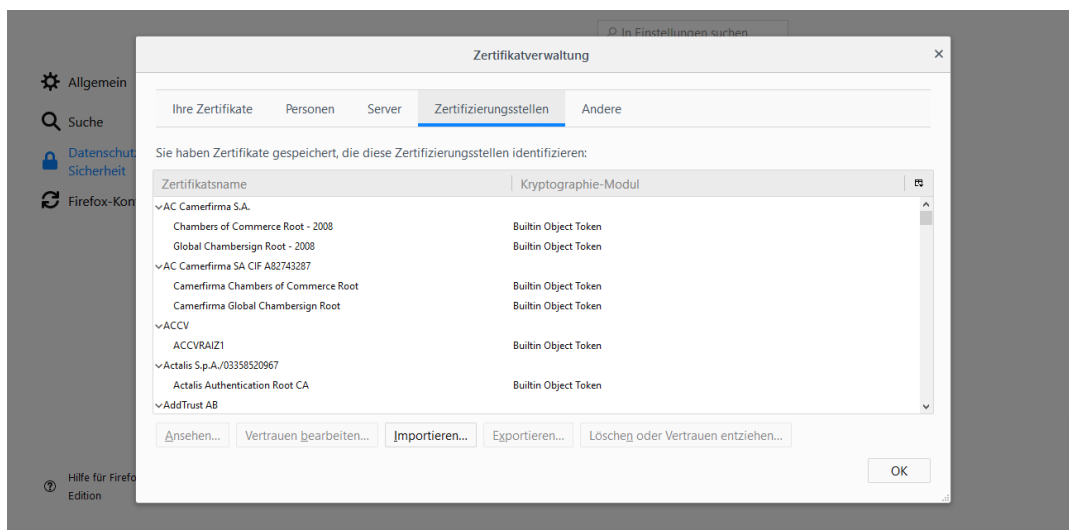 In Einstellungen suchen
Zertifikatverwaltung
Allgemein
Suche
Datenschut
Sicherheit
Firefox-Kon
Hilfe für Firefo
Edition
Ihre Zertifikate Personen Server Zertifizierungsstellen Andere
Sie haben Zertifikate gespeichert, die diese Zertifizierungsstellen identifizieren:
Zertifikatsname Kryptographie-Modul
AC Camerfirma S.A.
Chambers of Commerce Root - 2008 Builtin Object Token
Global Chambersign Root - 2008 Builtin Object Token
AC Camerfirma SA CIF A82743287
Camerfirma Chambers of Commerce Root Builtin Object Token
Camerfirma Global Chambersign Root Builtin Object Token
ACCV
ACCVRAIZ1 Builtin Object Token
Actalis S.p.A./03358520967
Actalis Authentication Root CA Builtin Object Token
AddTrust AB
Ansehen... Vertrauen bearbeiten... Importieren... Exportieren... Löschen oder Vertrauen entziehen...
OK